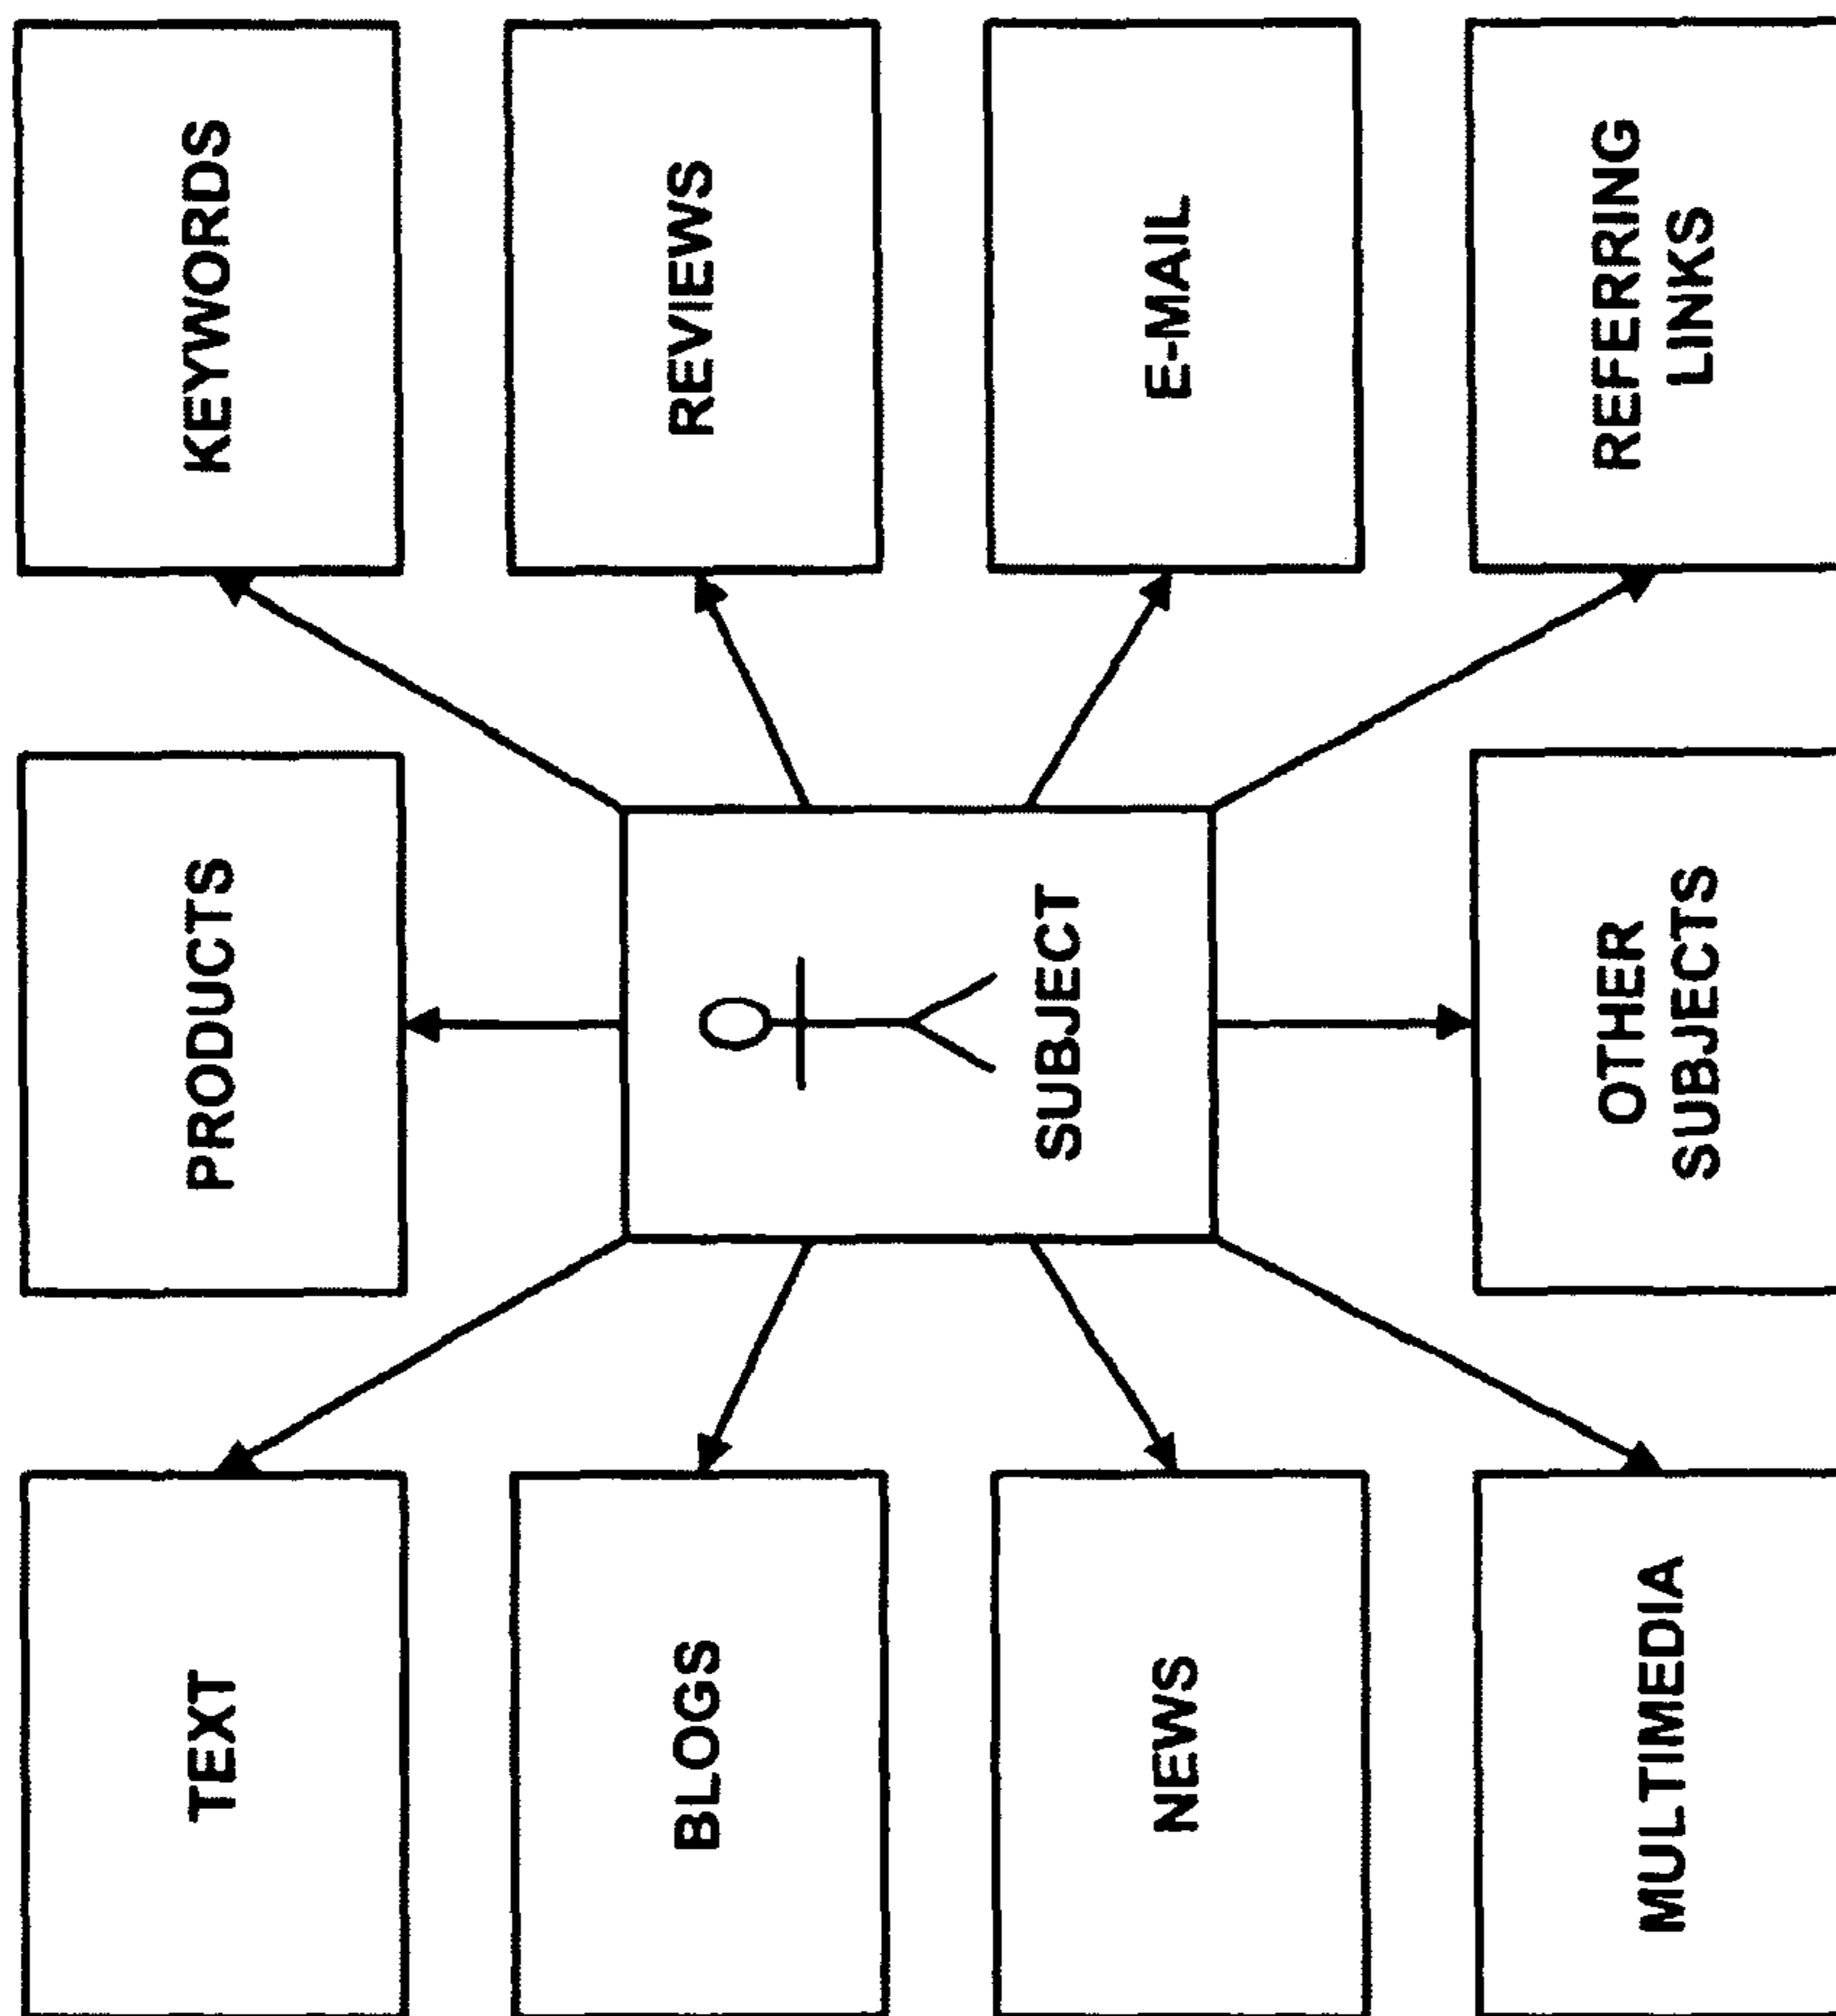 TEXT
PRODUCTS
KEYWORDS
BLOGS
REVIEWS
SUBJECT
NEWS
E-MAIL
MULTIMEDIA
OTHER
SUBJECTS
REFERRING
LINKS